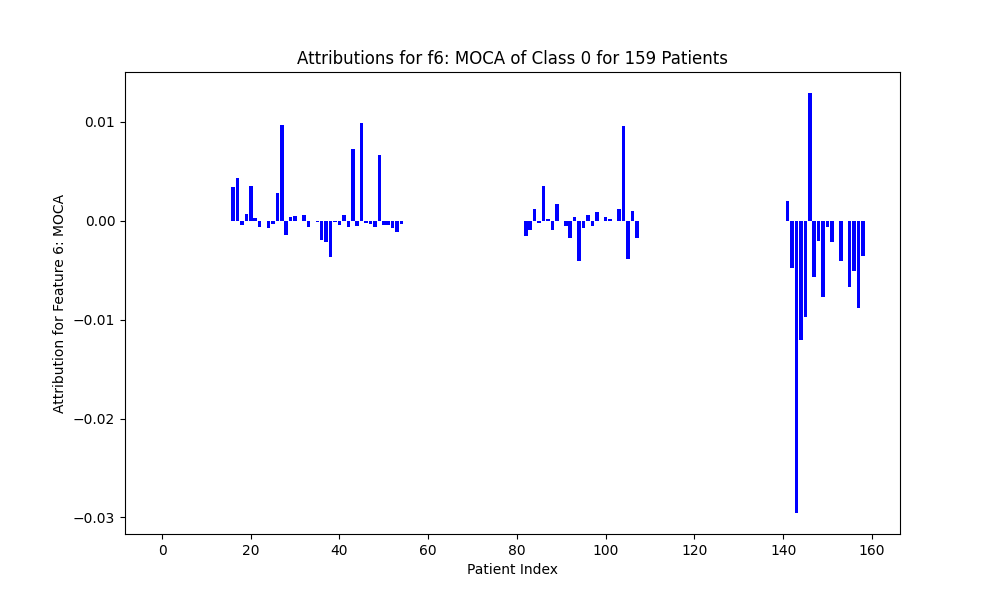 Attributions for f6: MOCA of Class 0 for 159 Patients
Attribution for Feature 6: MOCA
0.01
0.00
−0.01
−0.02
−0.03
0 20 40 60 80 100 120 140 160
Patient Index